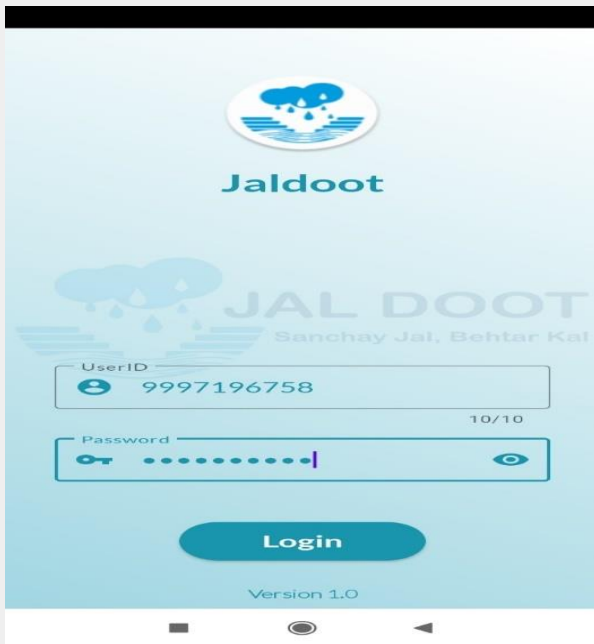 Jaldoot
JAL DOOT
Sanchay Jal, Behtar Kal
UserID
9997196758
10/10
Password
••••••••••
Login
Version 1.0